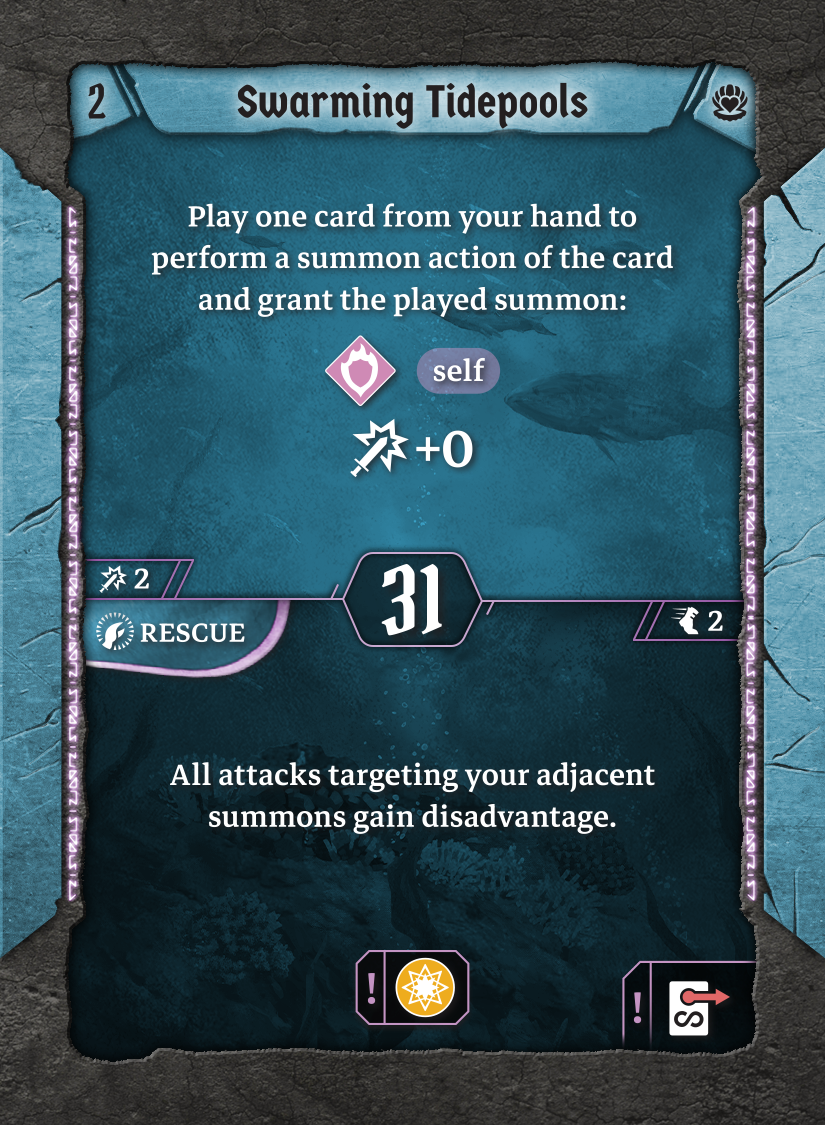 2
Swarming Tidepools
Play one card from your hand to
perform a summon action of the card
and grant the played summon:
self
+0
2
31
RESCUE
2
All attacks targeting your adjacent
summons gain disadvantage.
!
!
S